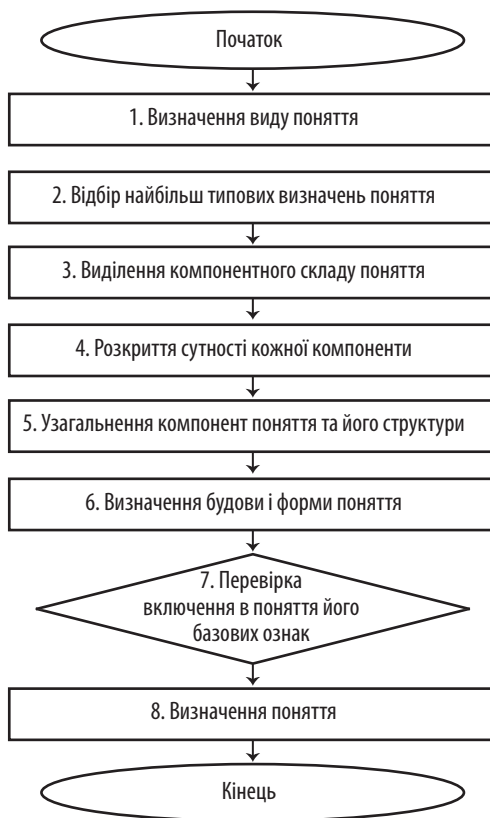 Початок
1. Визначення виду поняття
2. Відбір найбільш типових визначень поняття
3. Виділення компонентного складу поняття
4. Розкриття сутності кожної компоненти
5. Узагальнення компонент поняття та його структури
6. Визначення будови і форми поняття
7. Перевірка
включення в поняття його
базових ознак
8. Визначення поняття
Кінець